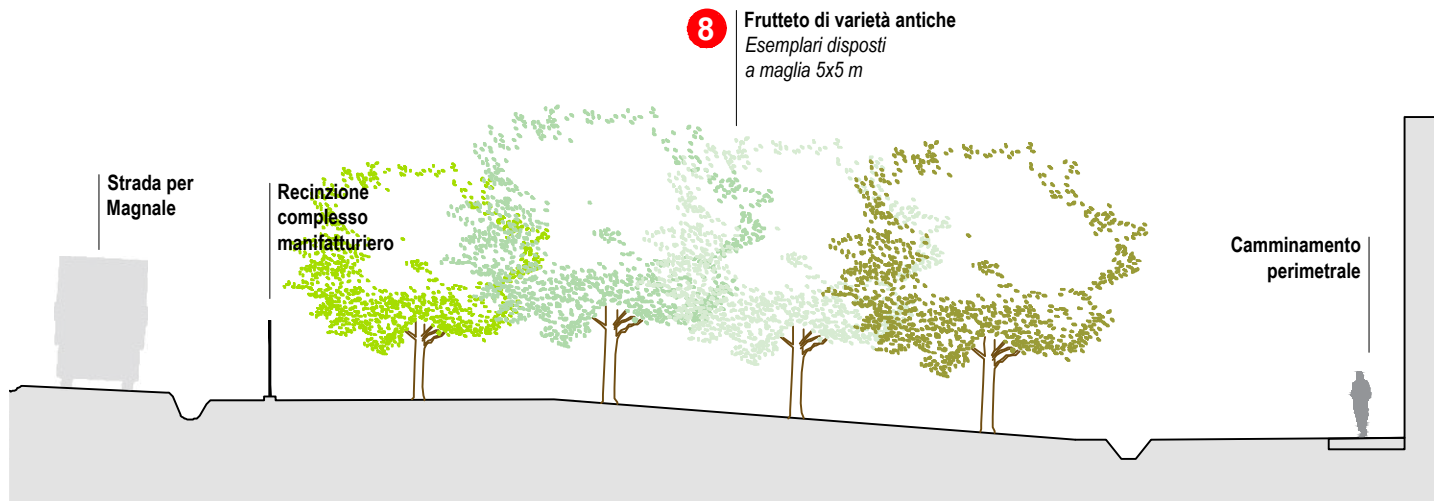 8
Frutteto di varietà antiche
Esemplari disposti
a maglia 5x5 m
Strada per
Magnale
Recinzione
complesso
manifatturiero
Camminamento
perimetrale